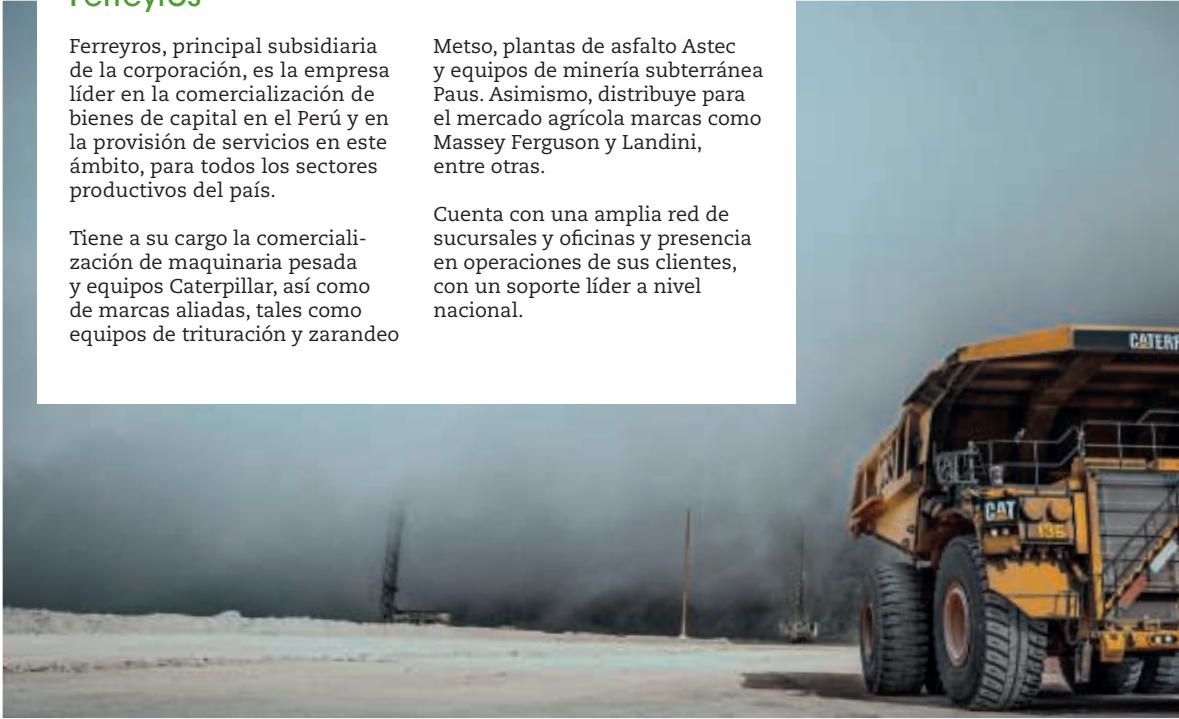 Ferreyros
Ferreyros, principal subsidiaria
de la corporación, es la empresa
líder en la comercialización de
bienes de capital en el Perú y en
la provisión de servicios en este
ámbito, para todos los sectores
productivos del país.
Tiene a su cargo la comerciali-
zación de maquinaria pesada
y equipos Caterpillar, así como
de marcas aliadas, tales como
equipos de trituración y zarandeo
Metso, plantas de asfalto Astec
y equipos de minería subterránea
Paus. Asimismo, distribuye para
el mercado agrícola marcas como
Massey Ferguson y Landini,
entre otras.
Cuenta con una amplia red de
sucursales y oficinas y presencia
en operaciones de sus clientes,
con un soporte líder a nivel
nacional.
CATERP
CAT
136